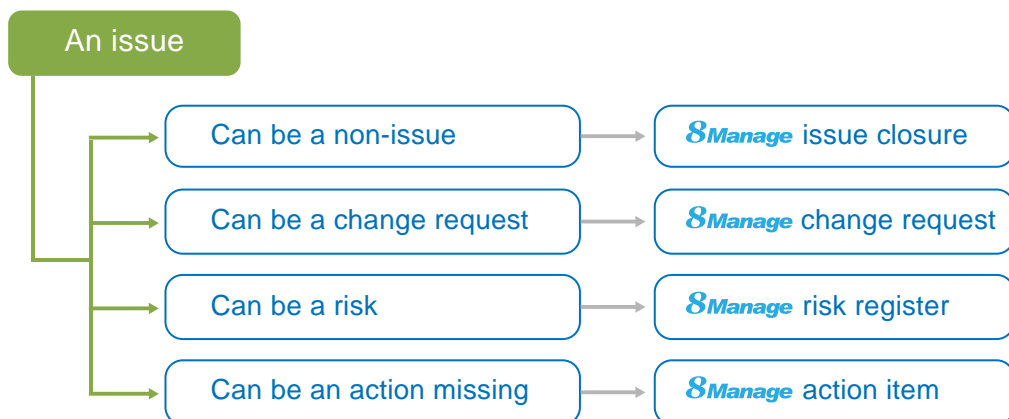 An issue
Can be a non-issue
8Manage issue closure
Can be a change request
8Manage change request
Can be a risk
8Manage risk register
Can be an action missing
8Manage action item